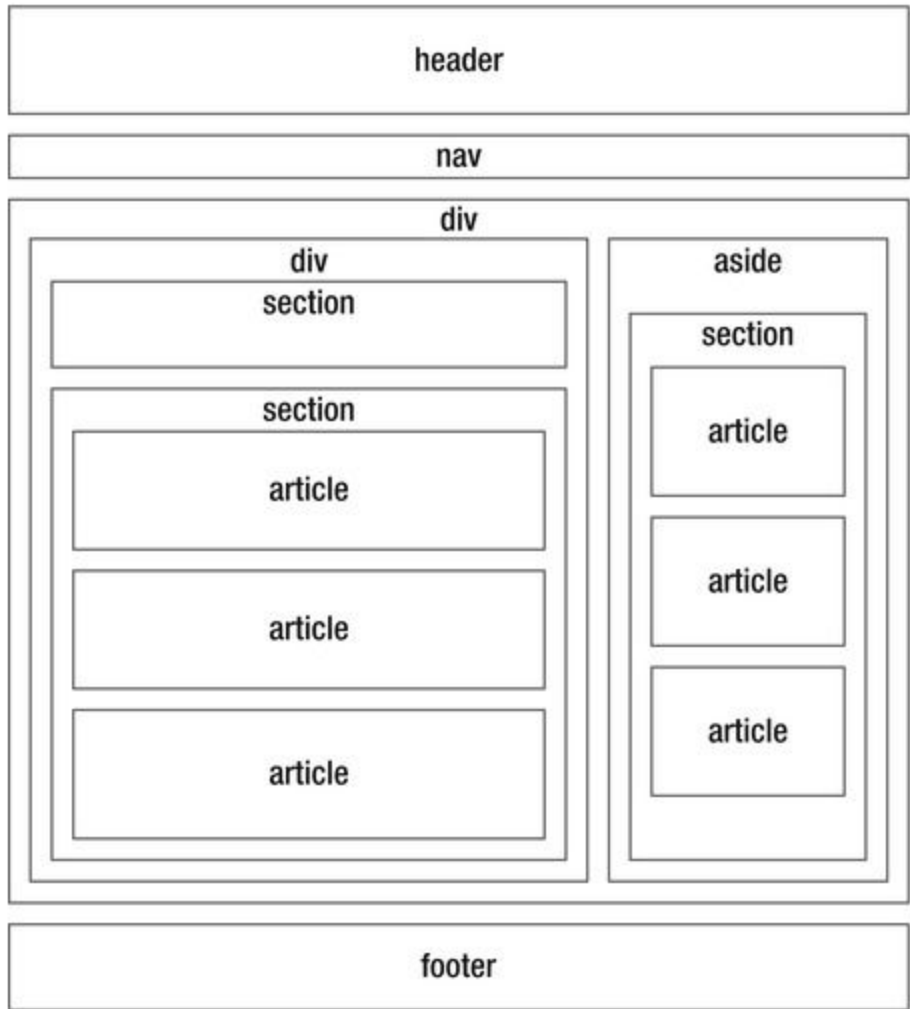 header
nav
div
div
section
section
article
article
article
aside
section
article
article
article
footer